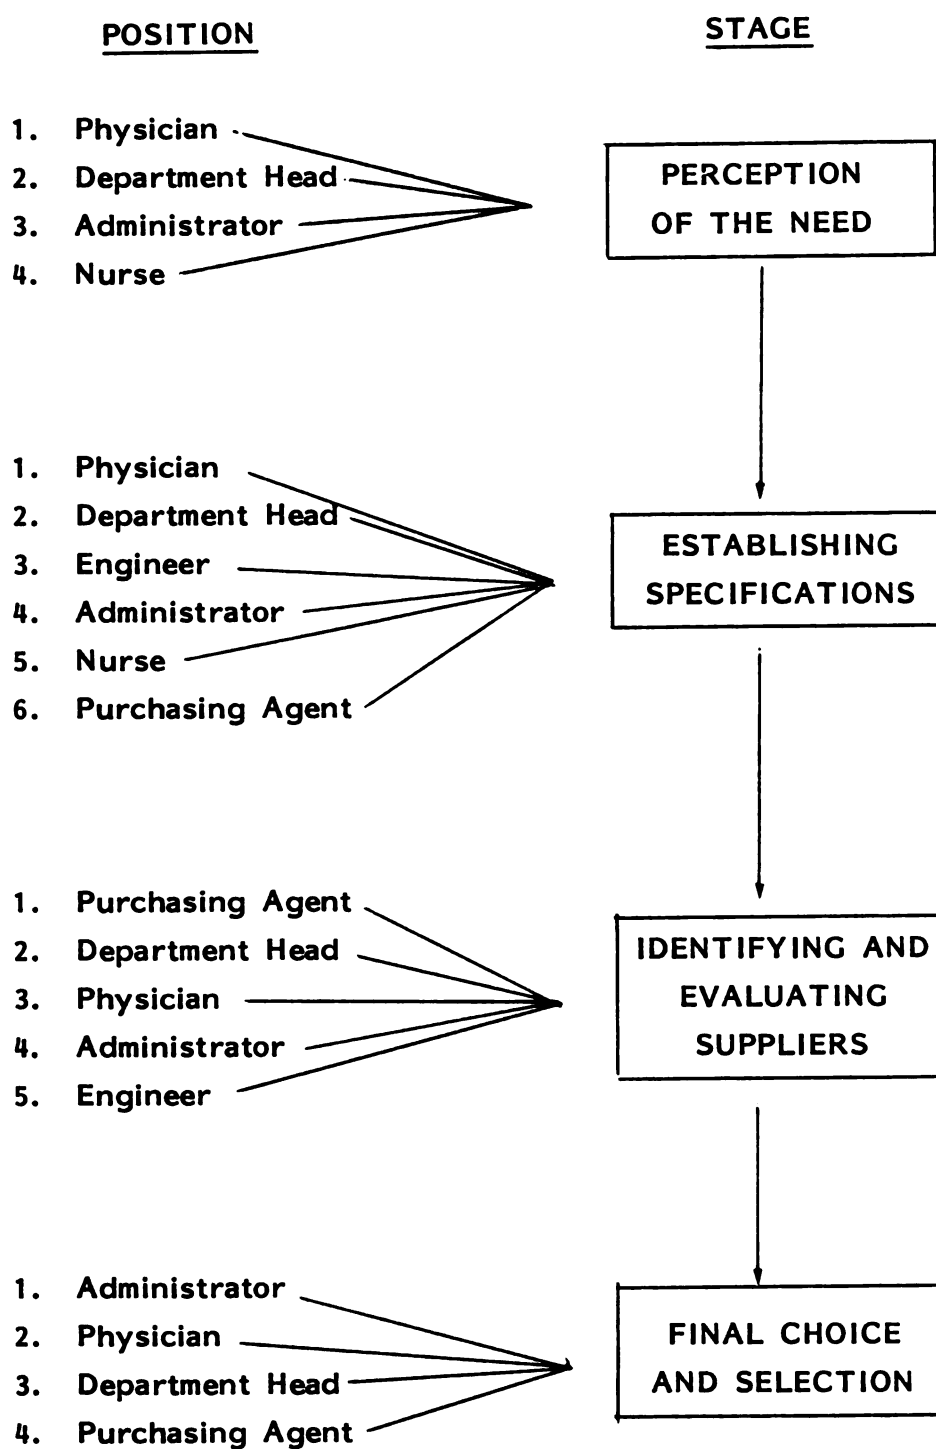 POSITION
STAGE
1. Physician
2. Department Head
3. Administrator
4. Nurse
PERCEPTION
OF THE NEED
1. Physician
2. Department Head
3. Engineer
4. Administrator
5. Nurse
6. Purchasing Agent
ESTABLISHING
SPECIFICATIONS
1. Purchasing Agent
2. Department Head
3. Physician
4. Administrator
5. Engineer
IDENTIFYING AND
EVALUATING
SUPPLIERS
1. Administrator
2. Physician
3. Department Head
4. Purchasing Agent
FINAL CHOICE
AND SELECTION